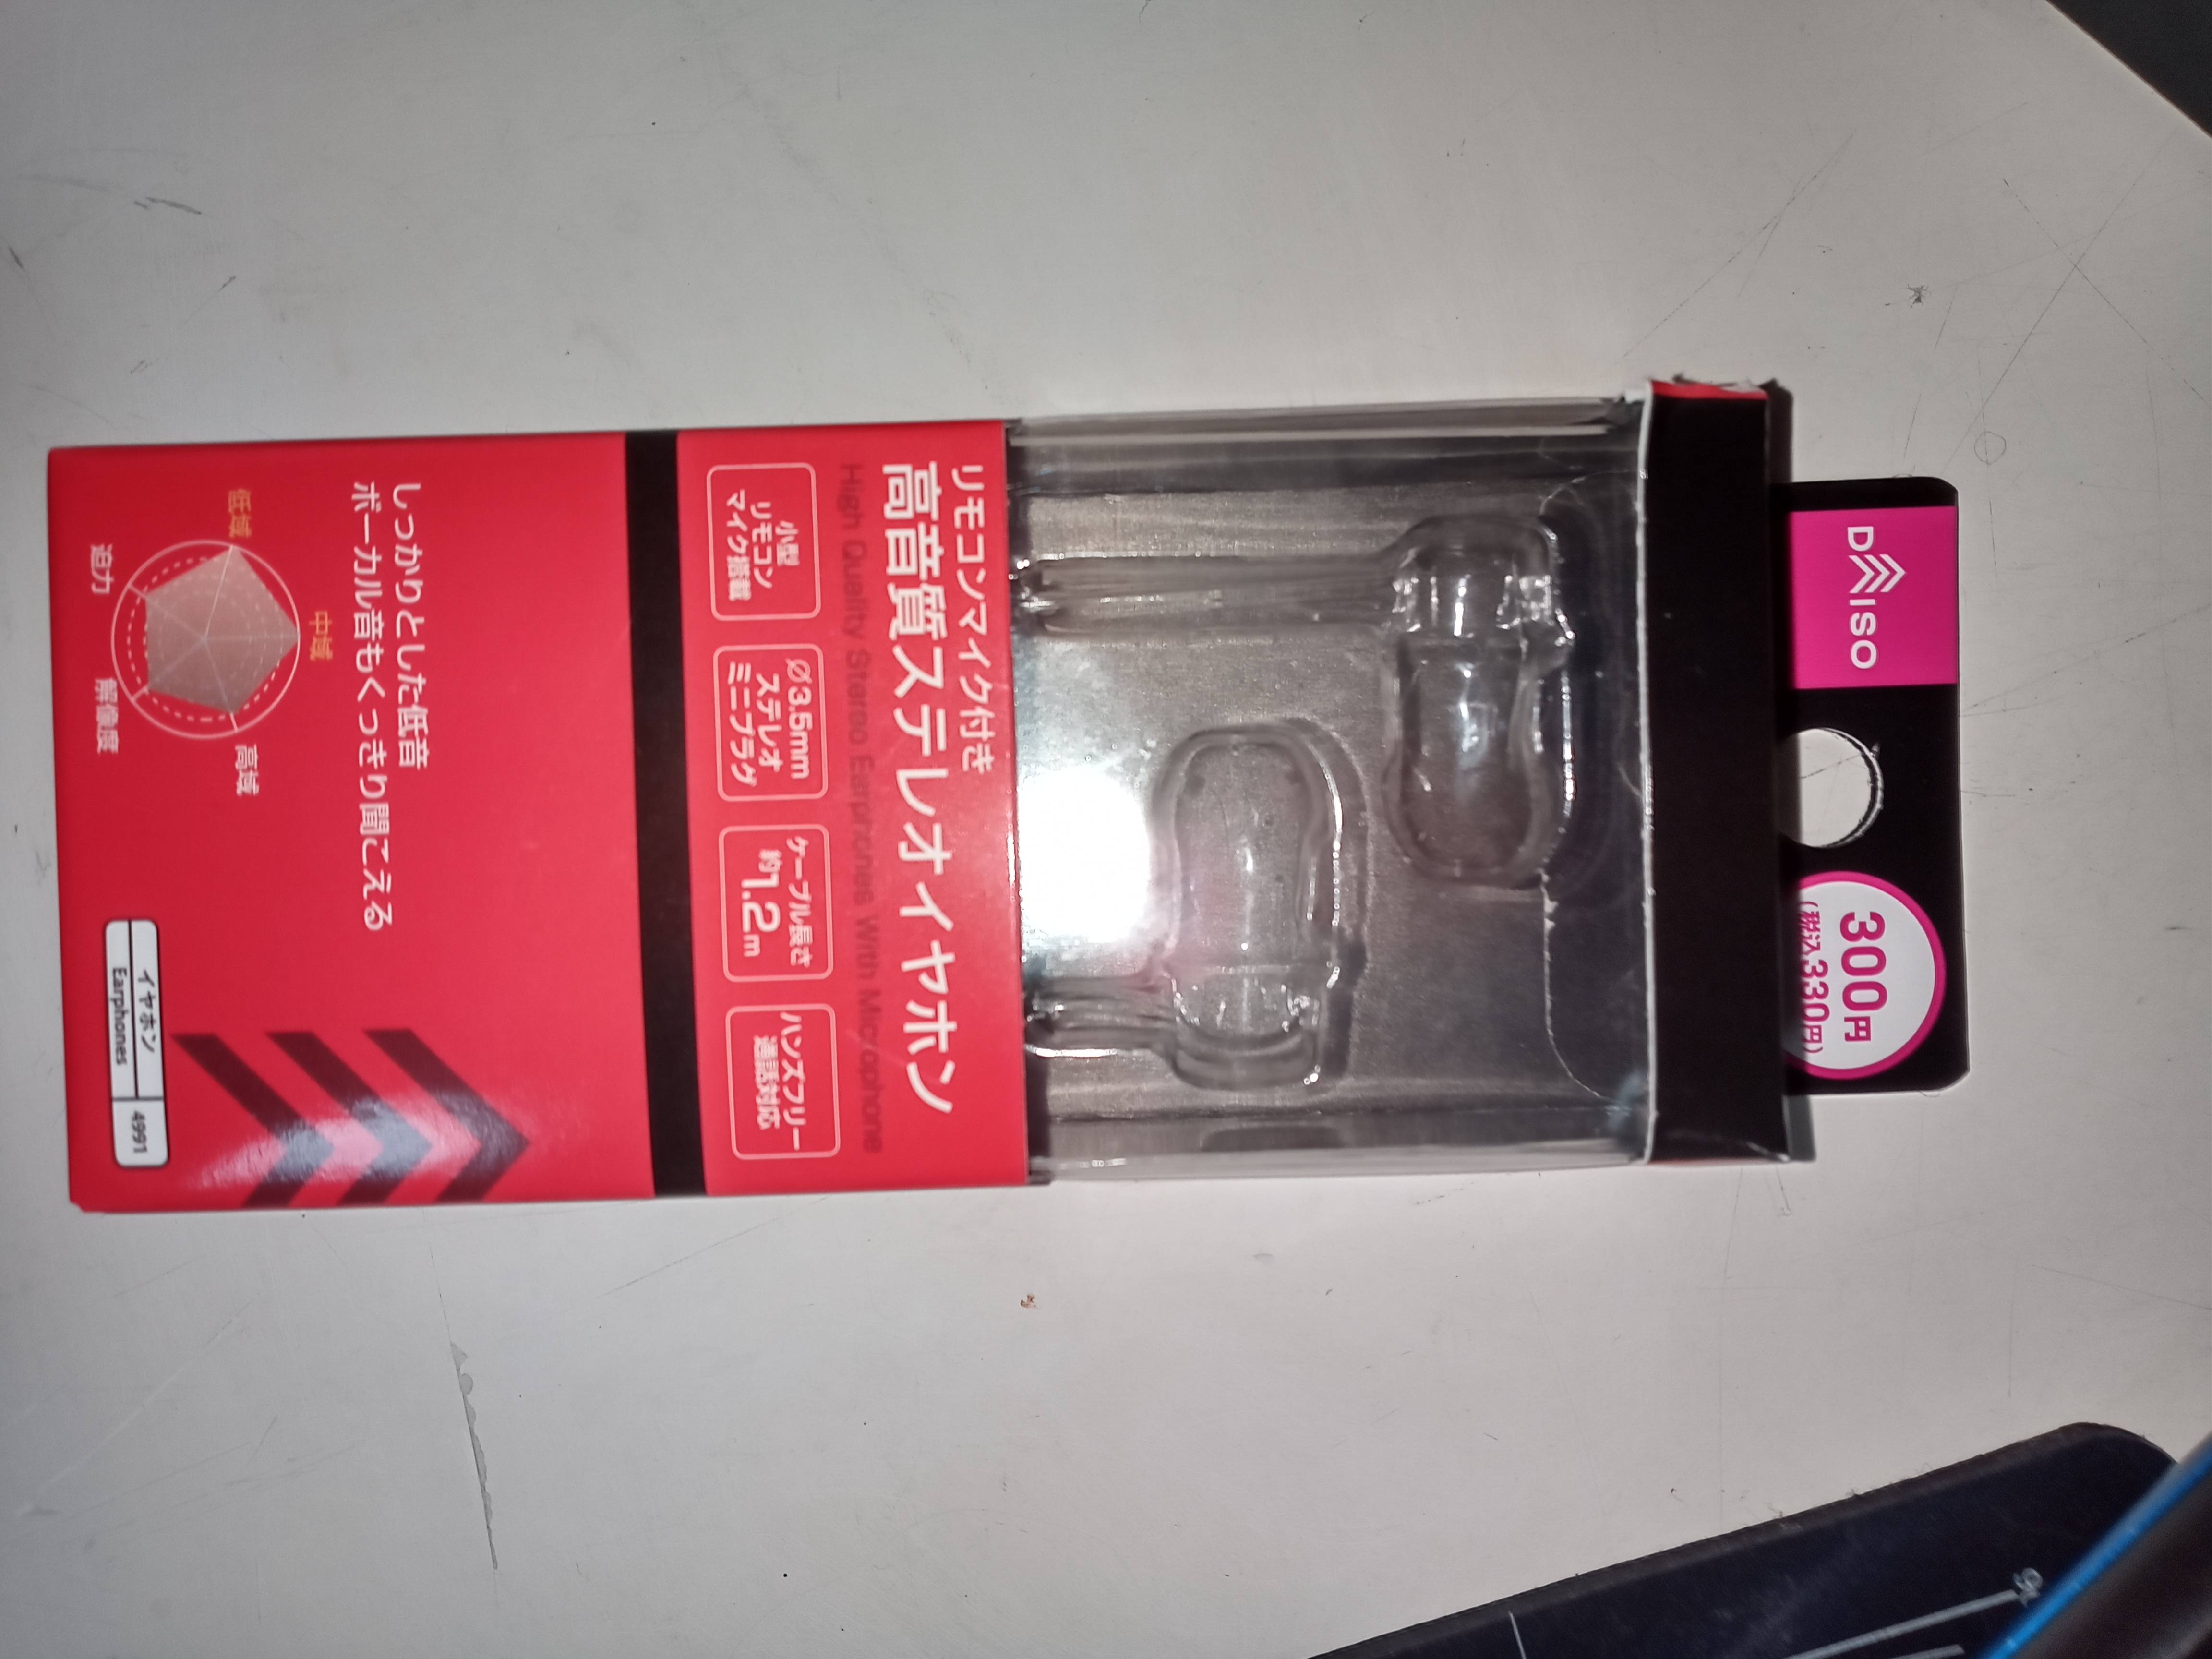 DAISO
300円
(税込330円)
リモコンマイク付き
高音質ステレオイヤホン
High Quality Stereo Earphones With Microphone
小型
リモコン
マイク搭載
Ø3.5mm
ステレオ
ミニプラグ
ケーブル長さ
約1.2m
ハンズフリー
通話対応
しっかりとした低音
ボーカル音もくっきり聞こえる
中域
低域
高域
迫力
解像度
イヤホン
Earphones
4991